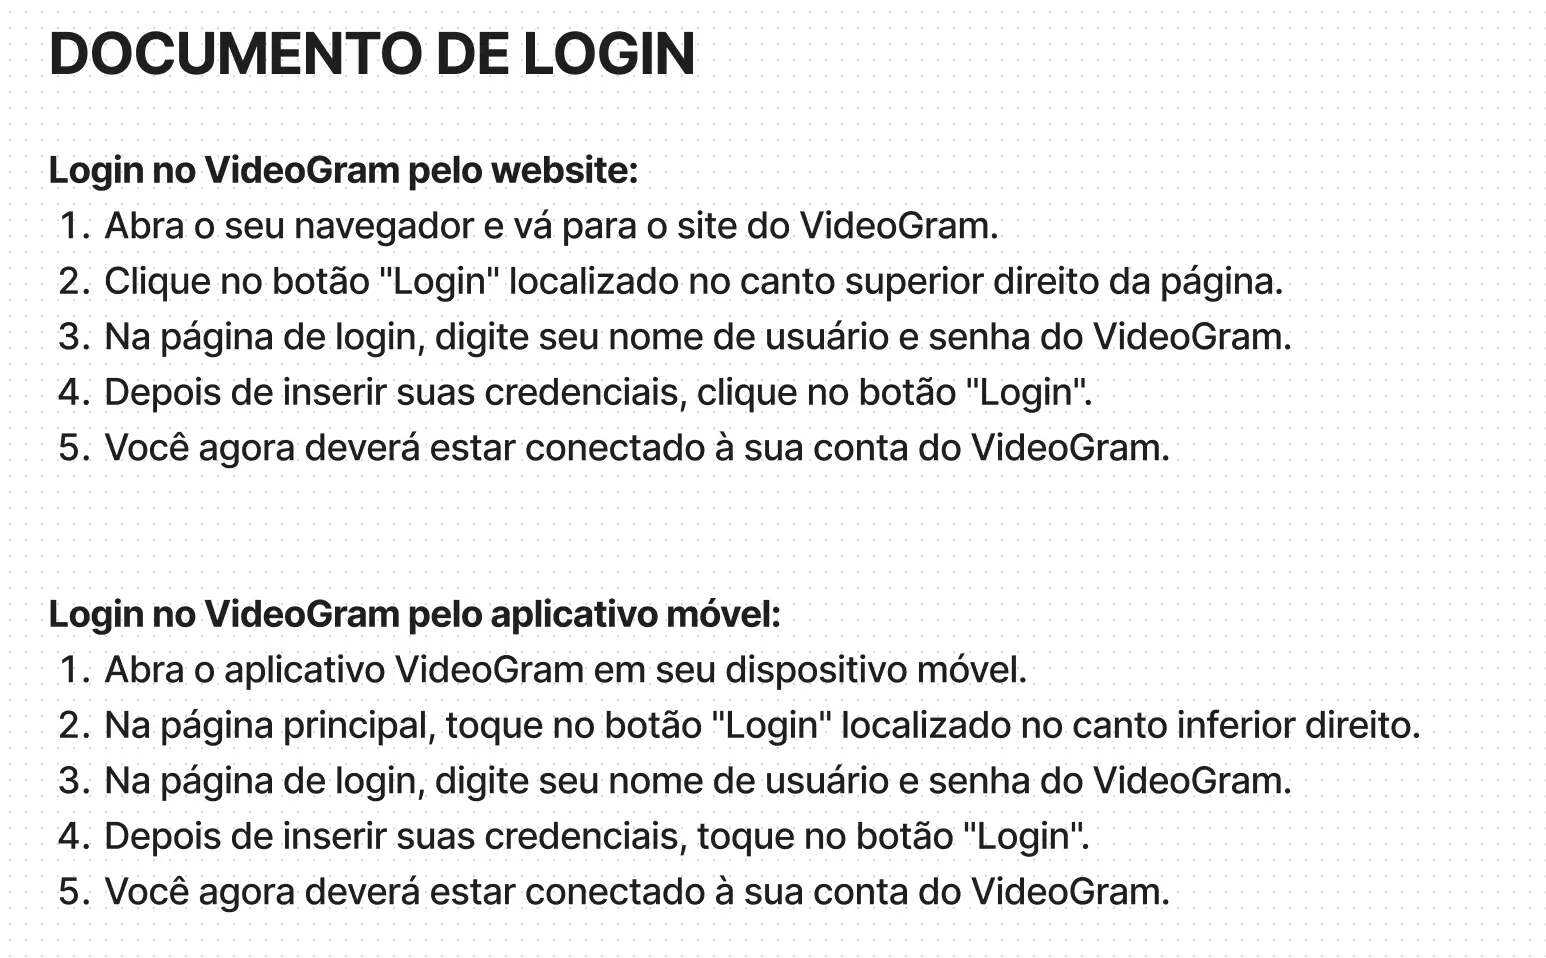 DOCUMENTO DE LOGIN
Login no VideoGram pelo website:
1. Abra o seu navegador e vá para o site do VideoGram.
2. Clique no botão "Login" localizado no canto superior direito da página.
3. Na página de login, digite seu nome de usuário e senha do VideoGram.
4. Depois de inserir suas credenciais, clique no botão "Login".
5. Você agora deverá estar conectado à sua conta do VideoGram.
Login no VideoGram pelo aplicativo móvel:
1. Abra o aplicativo VideoGram em seu dispositivo móvel.
2. Na página principal, toque no botão "Login" localizado no canto inferior direito.
3. Na página de login, digite seu nome de usuário e senha do VideoGram.
4. Depois de inserir suas credenciais, toque no botão "Login".
5. Você agora deverá estar conectado à sua conta do VideoGram.